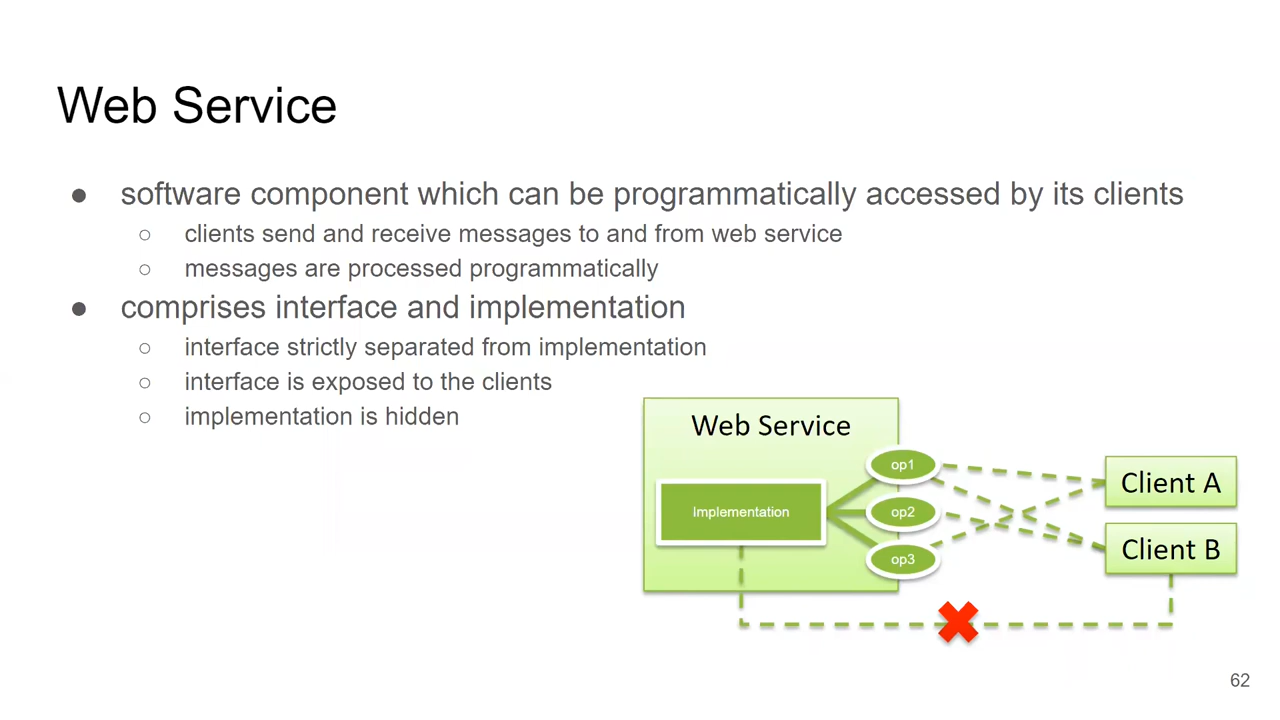 Web Service
● software component which can be programmatically accessed by its clients
○ clients send and receive messages to and from web service
○ messages are processed programmatically
● comprises interface and implementation
○ interface strictly separated from implementation
○ interface is exposed to the clients
○ implementation is hidden
Web Service
op1
Implementation
op2
op3
Client A
Client B
62